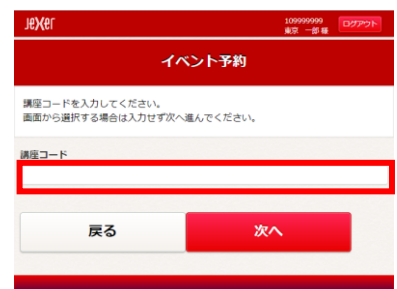 Jexer
109999999
東京 一郎 様
ログアウト
イベント予約
講座コードを入力してください。
画面から選択する場合は入力せず次へ進んでください。
講座コード
戻る
次へ